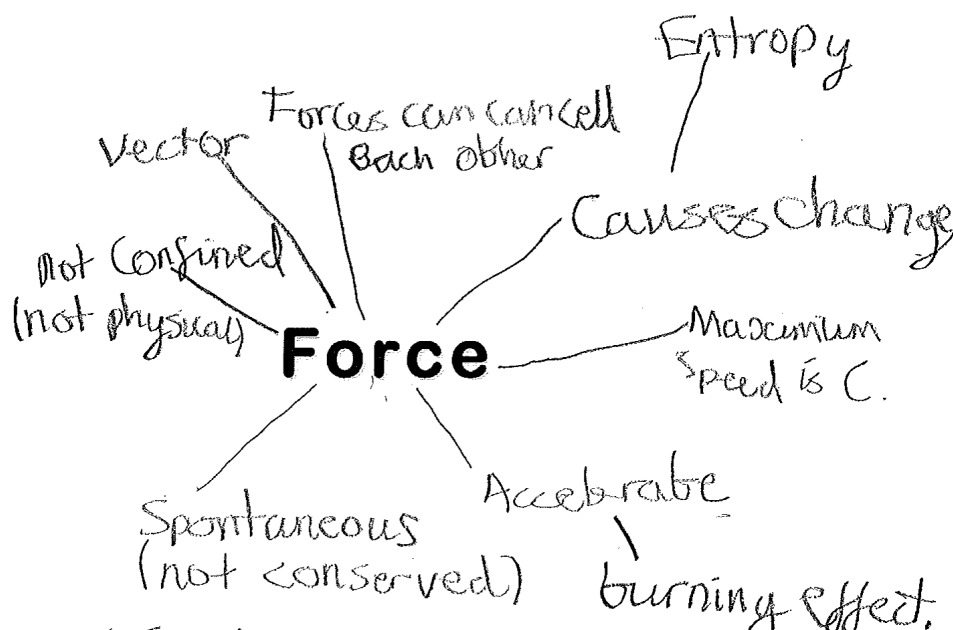 Entropy
Forces can cancell
each other
Vector
Causes change
not confined
(not physical)
Force
Maximum
speed is C.
Accelerate
Spontaneous
(not conserved)
turning effect.